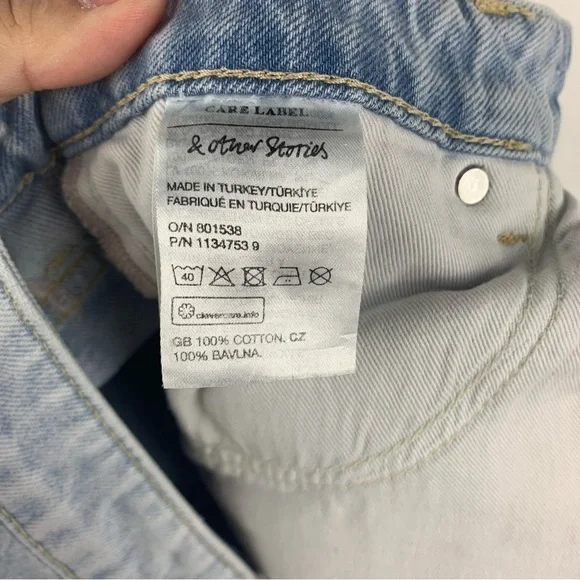 CARE LABEL
& other Stories
MADE IN TURKEY/TÜRKİYE
FABRIQUÉ EN TURQUIE/TÜRKİYE
O/N 801538
P/N 1134753 9
40
clevercare.info
GB 100% COTTON. CZ
100% BAVLNA.